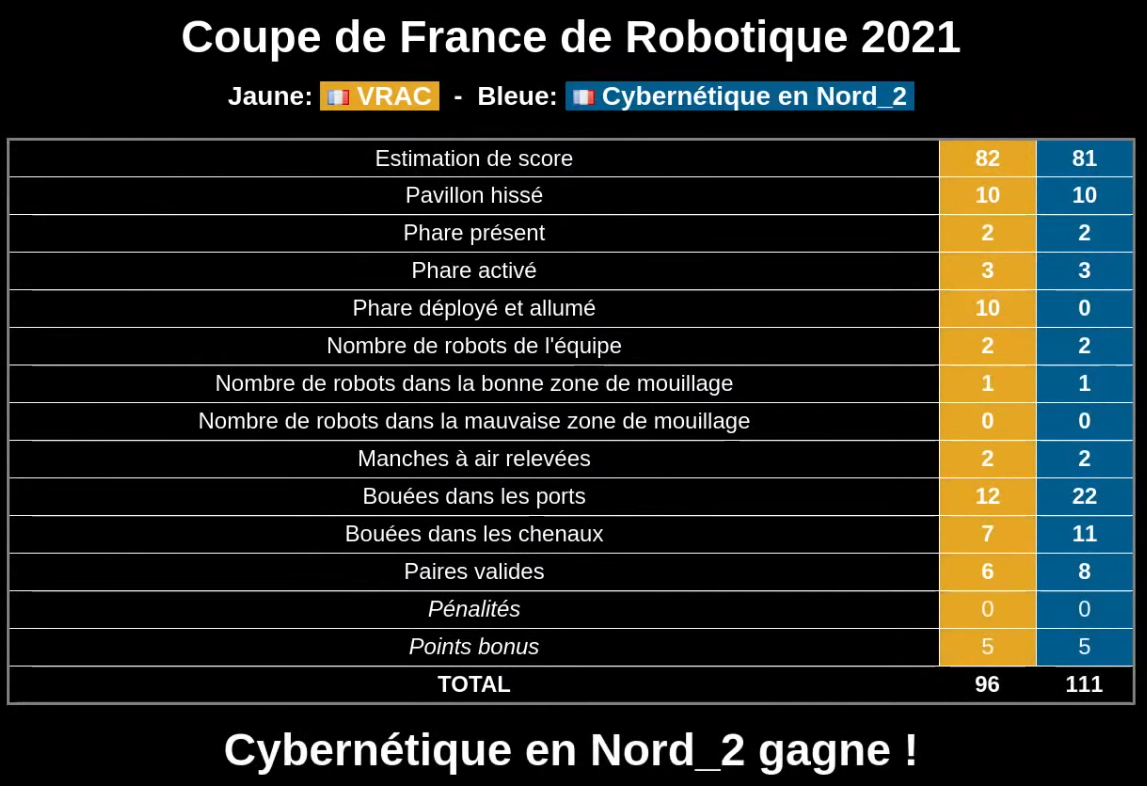 Coupe de France de Robotique 2021
Jaune: VRAC - Bleue: Cybernétique en Nord_2
Estimation de score 82 81
Pavillon hissé 10 10
Phare présent 2 2
Phare activé 3 3
Phare déployé et allumé 10 0
Nombre de robots de l'équipe 2 2
Nombre de robots dans la bonne zone de mouillage 1 1
Nombre de robots dans la mauvaise zone de mouillage 0 0
Manches à air relevées 2 2
Bouées dans les ports 12 22
Bouées dans les chenaux 7 11
Paires valides 6 8
Pénalités 0 0
Points bonus 5 5
TOTAL 96 111
Cybernétique en Nord_2 gagne !